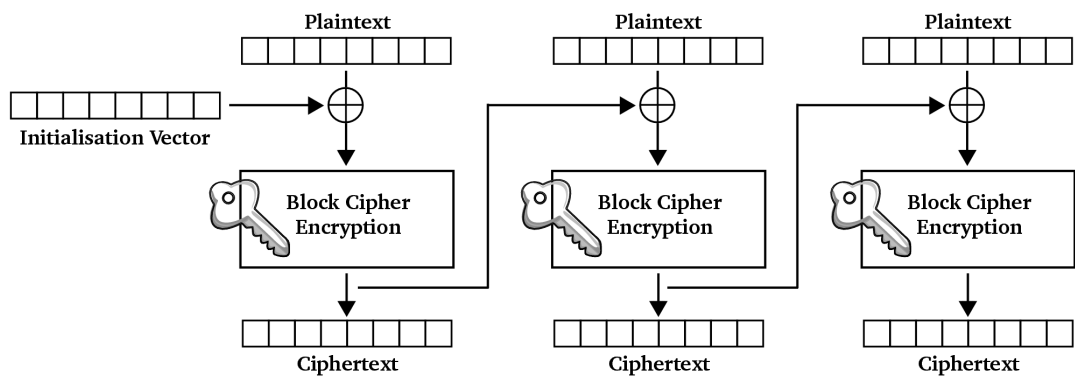 Plaintext
Plaintext
Plaintext
Initialisation Vector
Block Cipher
Encryption
Block Cipher
Encryption
Block Cipher
Encryption
Ciphertext
Ciphertext
Ciphertext